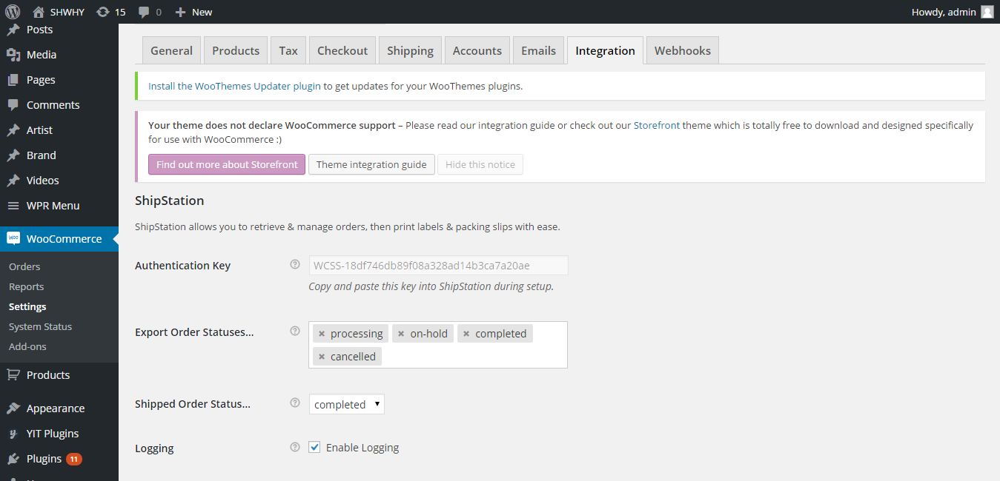 SHWHY 15 0 New Howdy, admin
Posts
Media
Pages
Comments
Artist
Brand
Videos
WPR Menu
WooCommerce
Orders
Reports
Settings
System Status
Add-ons
Products
Appearance
YIT Plugins
Plugins 11
General Products Tax Checkout Shipping Accounts Emails Integration Webhooks
Install the WooThemes Updater plugin to get updates for your WooThemes plugins.
Your theme does not declare WooCommerce support – Please read our integration guide or check out our Storefront theme which is totally free to download and designed specifically
for use with WooCommerce :)
Find out more about Storefront Theme integration guide Hide this notice
ShipStation
ShipStation allows you to retrieve & manage orders, then print labels & packing slips with ease.
Authentication Key ? WCSS-18df746db89f08a328ad14b3ca7a20ae
Copy and paste this key into ShipStation during setup.
Export Order Statuses... ? × processing × on-hold × completed
× cancelled
Shipped Order Status... ? completed
Logging ? Enable Logging